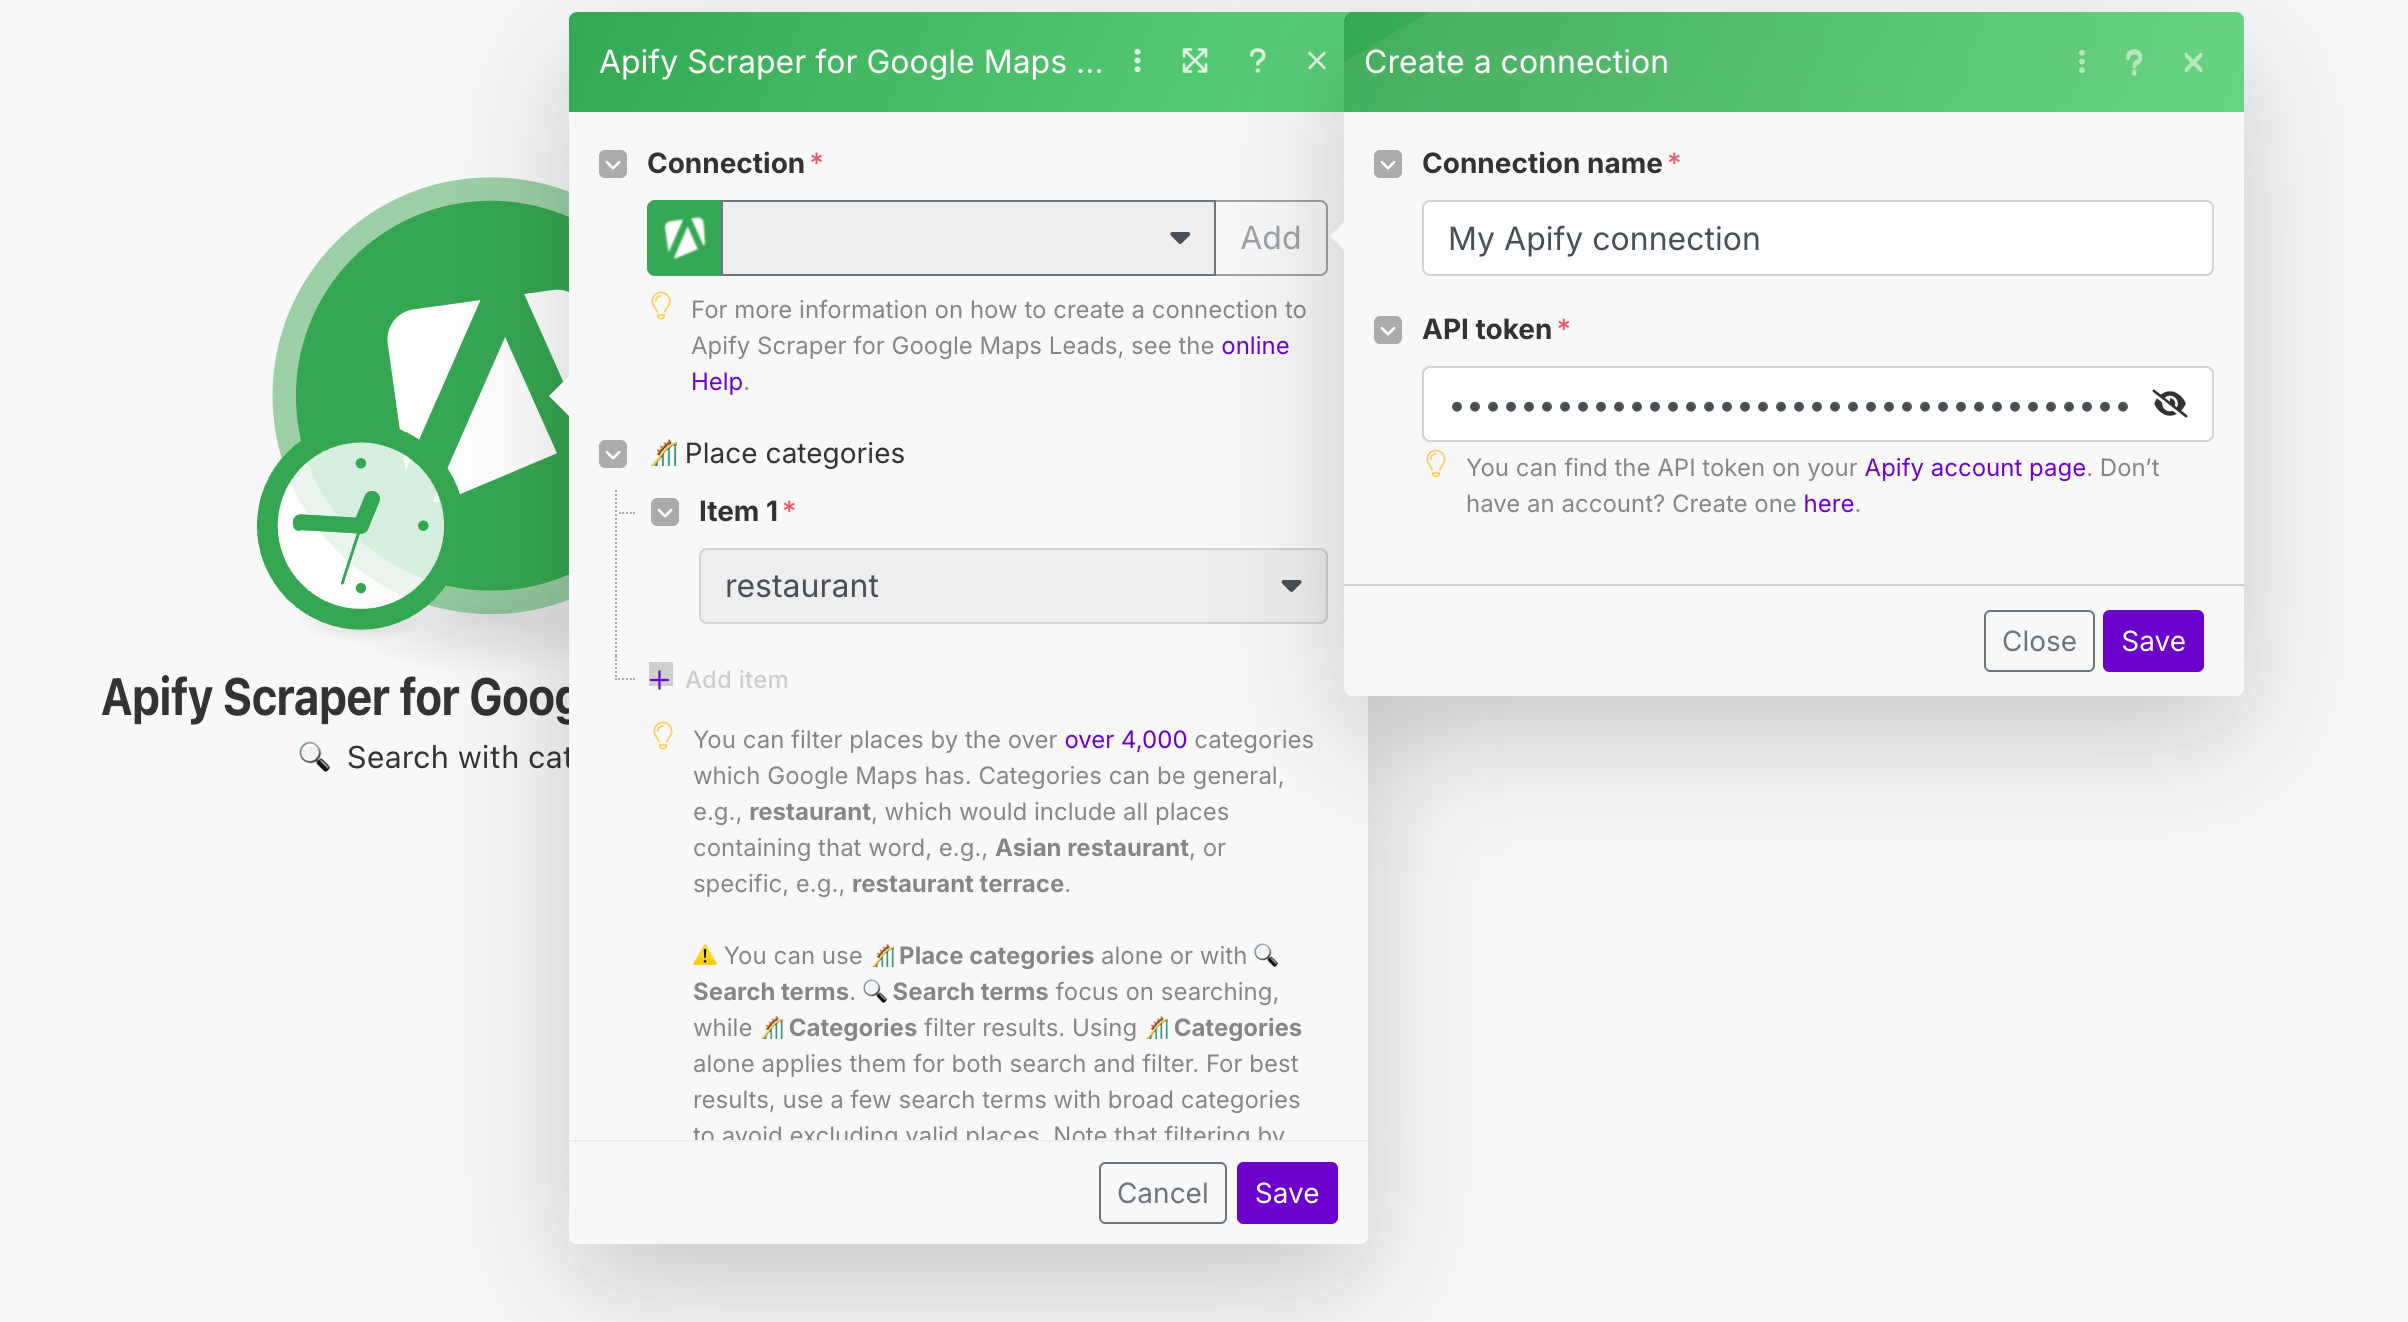 Apify Scraper for Goog
Search with cat
Apify Scraper for Google Maps ...
Connection *
Add
For more information on how to create a connection to
Apify Scraper for Google Maps Leads, see the online
Help.
Place categories
Item 1 *
restaurant
Add item
You can filter places by the over over 4,000 categories
which Google Maps has. Categories can be general,
e.g., restaurant, which would include all places
containing that word, e.g., Asian restaurant, or
specific, e.g., restaurant terrace.
You can use Place categories alone or with
Search terms. Search terms focus on searching,
while Categories filter results. Using Categories
alone applies them for both search and filter. For best
results, use a few search terms with broad categories
to avoid excluding valid places. Note that filtering by
Cancel
Save
Create a connection
Connection name *
My Apify connection
API token *
You can find the API token on your Apify account page. Don’t
have an account? Create one here.
Close
Save